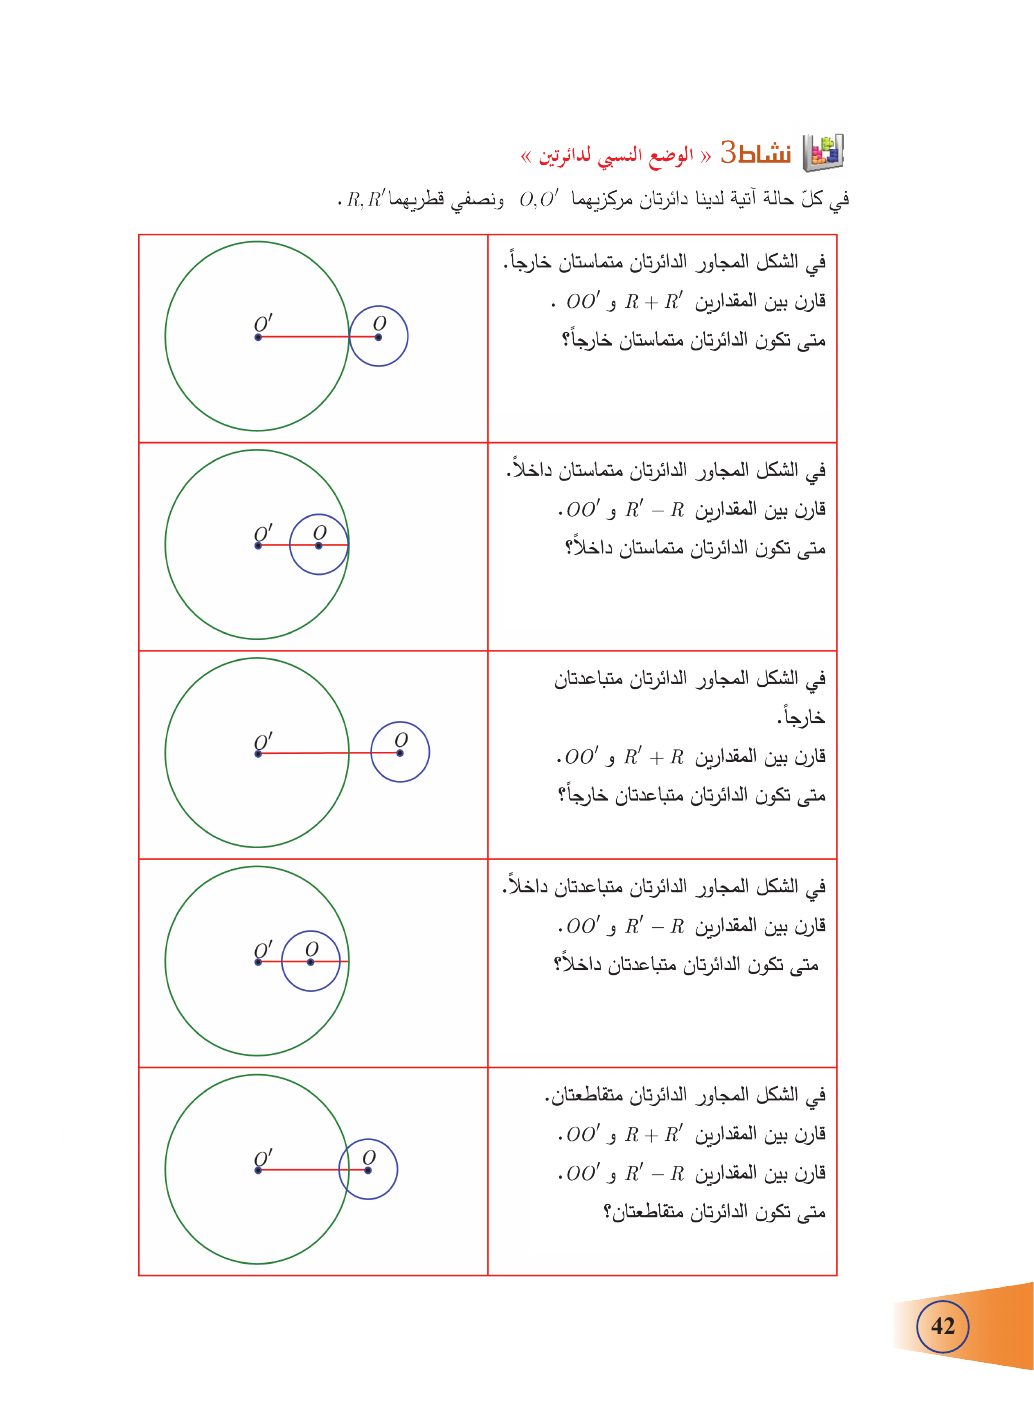 نشاط3 « الوضع النسبي لدائرتين »
في كلّ حالة آتية لدينا دائرتان مركزيهما O,O′ ونصفي قطريهما R,R′ .
في الشكل المجاور الدائرتان متماستان خارجاً.
قارن بين المقدارين R + R′ و OO′ .
متى تكون الدائرتان متماستان خارجاً؟
O′ O
في الشكل المجاور الدائرتان متماستان داخلاً.
قارن بين المقدارين R′ − R و OO′.
متى تكون الدائرتان متماستان داخلاً؟
O′ O
في الشكل المجاور الدائرتان متباعدتان
خارجاً.
قارن بين المقدارين R′ + R و OO′.
متى تكون الدائرتان متباعدتان خارجاً؟
O′ O
في الشكل المجاور الدائرتان متباعدتان داخلاً.
قارن بين المقدارين R′ − R و OO′.
متى تكون الدائرتان متباعدتان داخلاً؟
O′ O
في الشكل المجاور الدائرتان متقاطعتان.
قارن بين المقدارين R + R′ و OO′.
قارن بين المقدارين R′ − R و OO′.
متى تكون الدائرتان متقاطعتان؟
O′ O
42